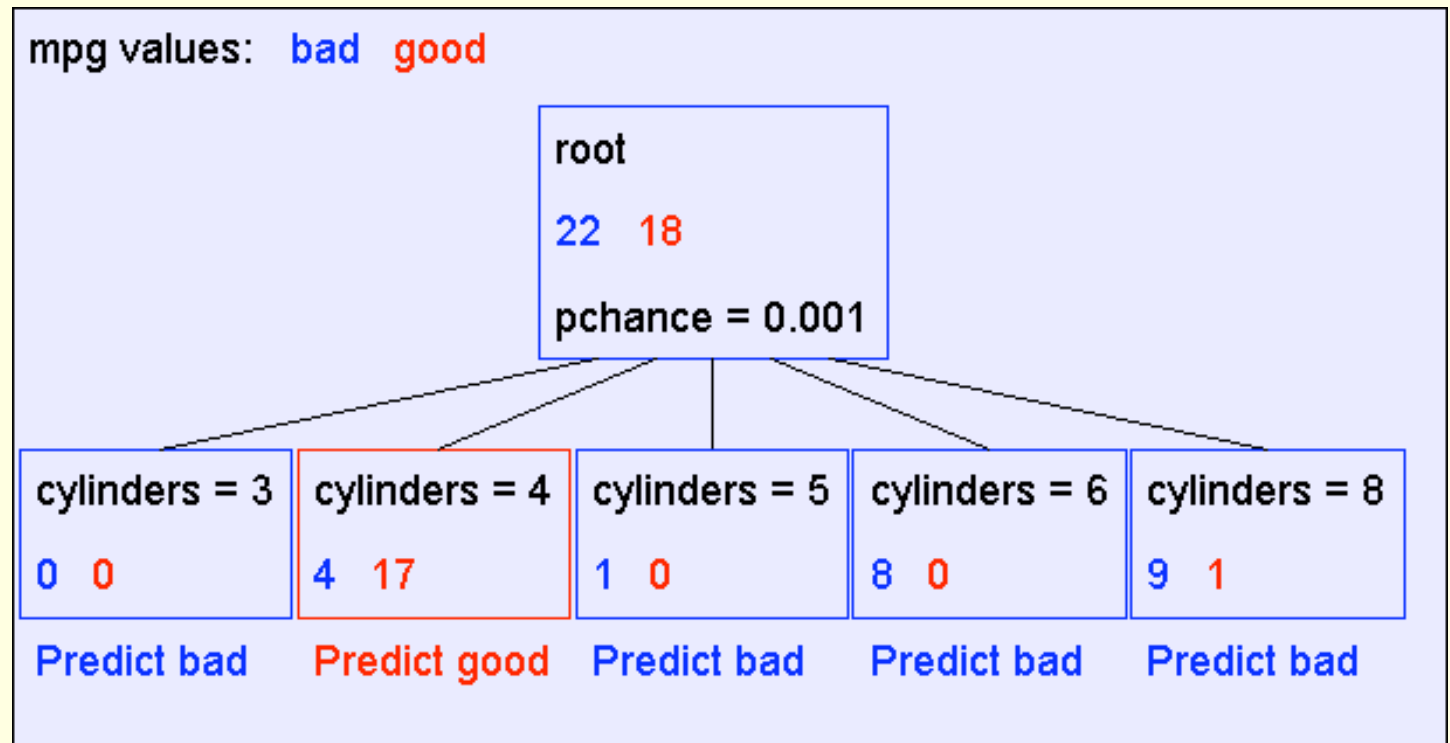 mpg values: bad good
root
22 18
pchance = 0.001
cylinders = 3 cylinders = 4 cylinders = 5 cylinders = 6 cylinders = 8
0 0 4 17 1 0 8 0 9 1
Predict bad Predict good Predict bad Predict bad Predict bad